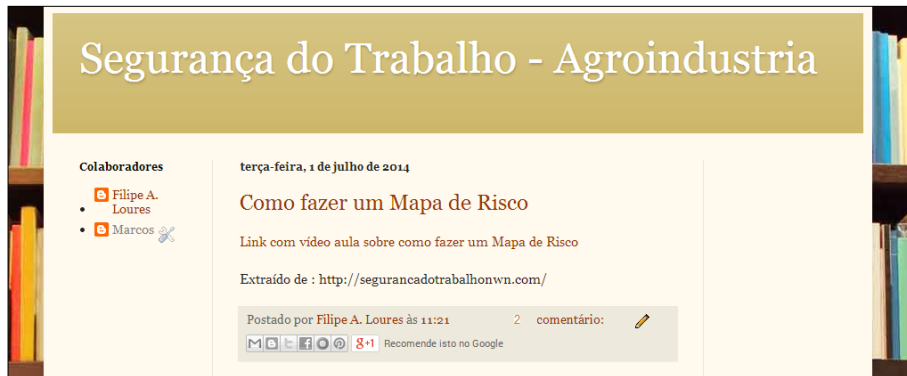 Segurança do Trabalho - Agroindustria
Colaboradores
Filipe A.
Loures
Marcos
terça-feira, 1 de julho de 2014
Como fazer um Mapa de Risco
Link com vídeo aula sobre como fazer um Mapa de Risco
Extraído de : http://segurancadotrabalhonwn.com/
Postado por Filipe A. Loures às 11:21 2 comentário:
g+1 Recomende isto no Google